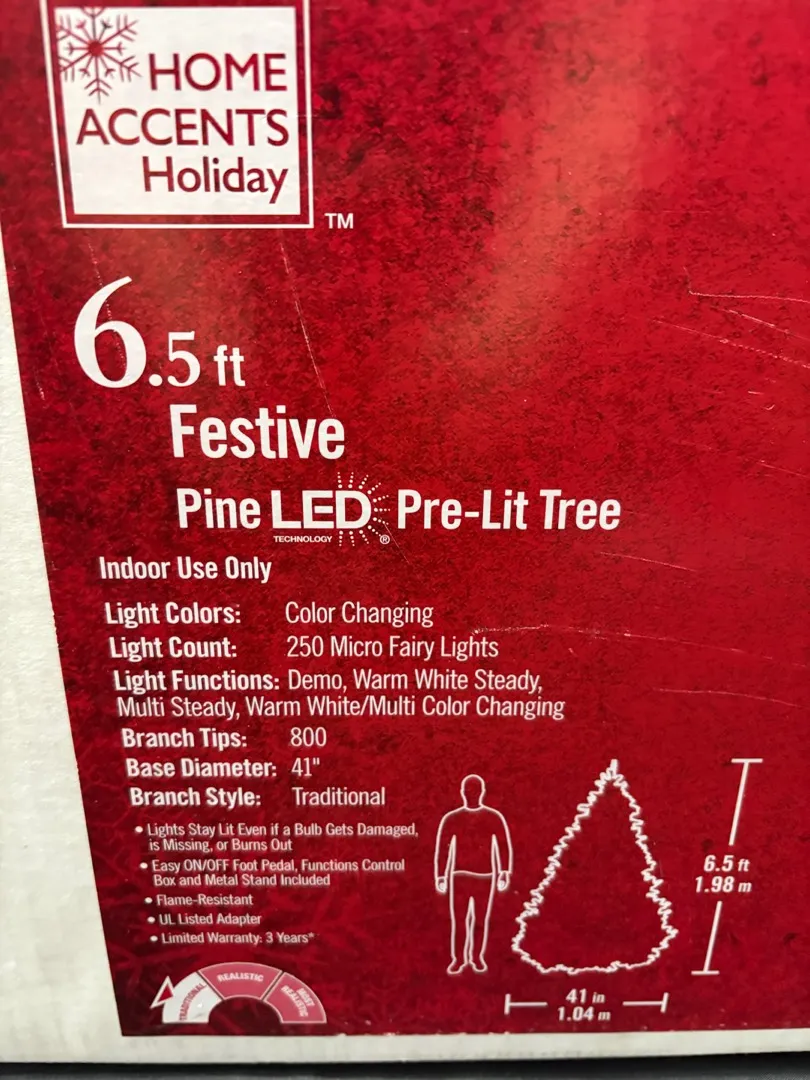 HOME
ACCENTS
Holiday
TM
6.5 ft
Festive
Pine LED Pre-Lit Tree
TECHNOLOGY ®
Indoor Use Only
Light Colors: Color Changing
Light Count: 250 Micro Fairy Lights
Light Functions: Demo, Warm White Steady,
Multi Steady, Warm White/Multi Color Changing
Branch Tips: 800
Base Diameter: 41"
Branch Style: Traditional
• Lights Stay Lit Even if a Bulb Gets Damaged,
is Missing, or Burns Out
• Easy ON/OFF Foot Pedal, Functions Control
Box and Metal Stand Included
• Flame-Resistant
• UL Listed Adapter
• Limited Warranty: 3 Years*
TRADITIONAL
REALISTIC
MOST
REALISTIC
6.5 ft
1.98 m
41 in
1.04 m